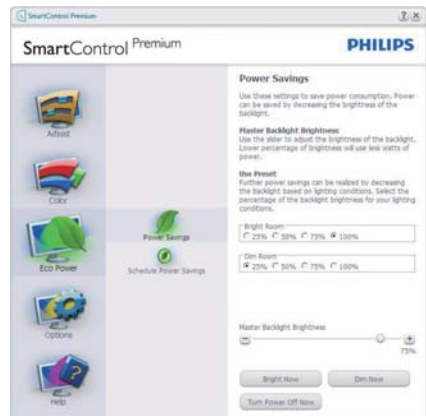 SmartControl Premium
SmartControl Premium
PHILIPS
Adjust
Color
Eco Power
Options
Help
Power Savings
Schedule Power Savings
Power Savings
Use these settings to save power consumption. Power
can be saved by decreasing the brightness of the
backlight.
Master Backlight Brightness
Use the slider to adjust the brightness of the backlight.
Lower percentage of brightness will use less watts of
power.
Use Preset
Further power savings can be realized by decreasing
the backlight based on lighting conditions. Select the
percentage of the backlight brightness for your lighting
conditions.
Bright Room
25% 50% 75% 100%
Dim Room
25% 50% 75% 100%
Master Backlight Brightness
75%
Bright Now Dim Now
Turn Power Off Now